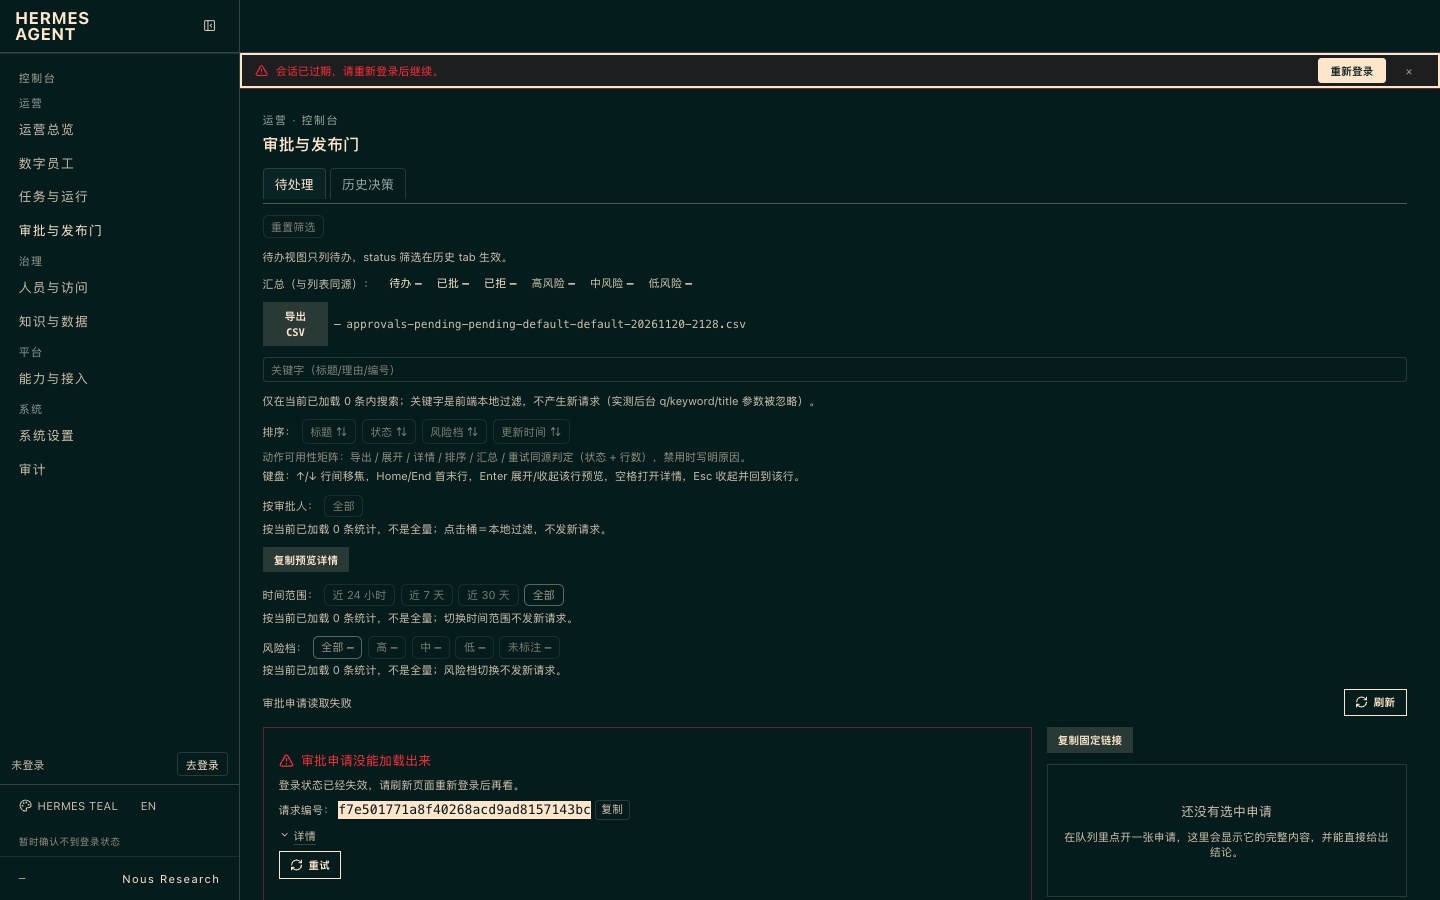 HERMES
AGENT
控制台
运营
运营总览
数字员工
任务与运行
审批与发布门
治理
人员与访问
知识与数据
平台
能力与接入
系统
系统设置
审计
未登录
去登录
HERMES TEAL
EN
暂时确认不到登录状态
—
Nous Research
会话已过期，请重新登录后继续。
重新登录
×
运营 · 控制台
审批与发布门
待处理
历史决策
重置筛选
待办视图只列待办，status 筛选在历史 tab 生效。
汇总（与列表同源）： 待办 — 已批 — 已拒 — 高风险 — 中风险 — 低风险 —
导出
CSV
— approvals-pending-pending-default-default-20261120-2128.csv
关键字（标题/理由/编号）
仅在当前已加载 0 条内搜索；关键字是前端本地过滤，不产生新请求（实测后台 q/keyword/title 参数被忽略）。
排序： 标题 ⇅ 状态 ⇅ 风险档 ⇅ 更新时间 ⇅
动作可用性矩阵：导出 / 展开 / 详情 / 排序 / 汇总 / 重试同源判定（状态 + 行数），禁用时写明原因。
键盘：↑/↓ 行间移焦，Home/End 首末行，Enter 展开/收起该行预览，空格打开详情，Esc 收起并回到该行。
按审批人： 全部
按当前已加载 0 条统计，不是全量；点击桶＝本地过滤，不发新请求。
复制预览详情
时间范围： 近 24 小时 近 7 天 近 30 天 全部
按当前已加载 0 条统计，不是全量；切换时间范围不发新请求。
风险档： 全部 — 高 — 中 — 低 — 未标注 —
按当前已加载 0 条统计，不是全量；风险档切换不发新请求。
审批申请读取失败
刷新
审批申请没能加载出来
登录状态已经失效，请刷新页面重新登录后再看。
请求编号： f7e501771a8f40268acd9ad8157143bc 复制
详情
重试
复制固定链接
还没有选中申请
在队列里点开一张申请，这里会显示它的完整内容，并能直接给出
结论。